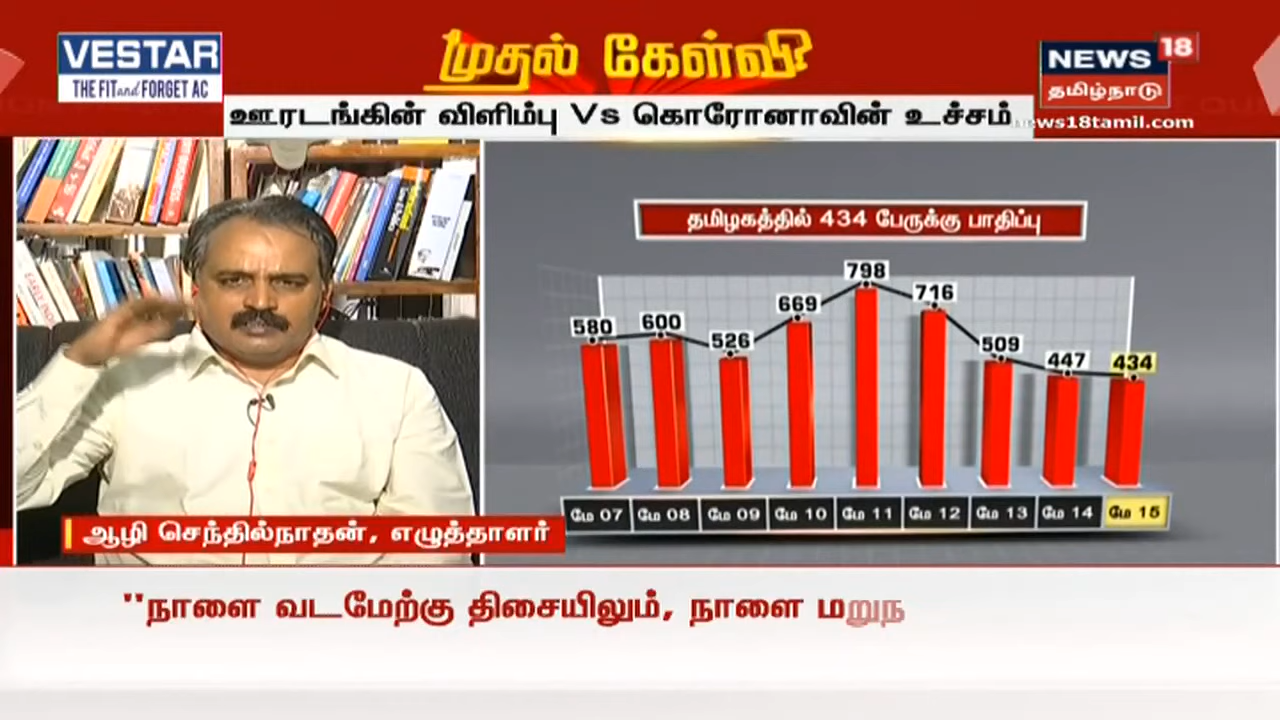 VESTAR
THE FIT and FORGET AC
முதல் கேள்வி?
NEWS 18
தமிழ்நாடு
ஊரடங்கின் விளிம்பு Vs கொரோனாவின் உச்சம்
news18tamil.com
தமிழகத்தில் 434 பேருக்கு பாதிப்பு
580
600
526
669
798
716
509
447
434
மே 07
மே 08
மே 09
மே 10
மே 11
மே 12
மே 13
மே 14
மே 15
ஆழி செந்தில்நாதன், எழுத்தாளர்
"நாளை வடமேற்கு திசையிலும், நாளை மறுந